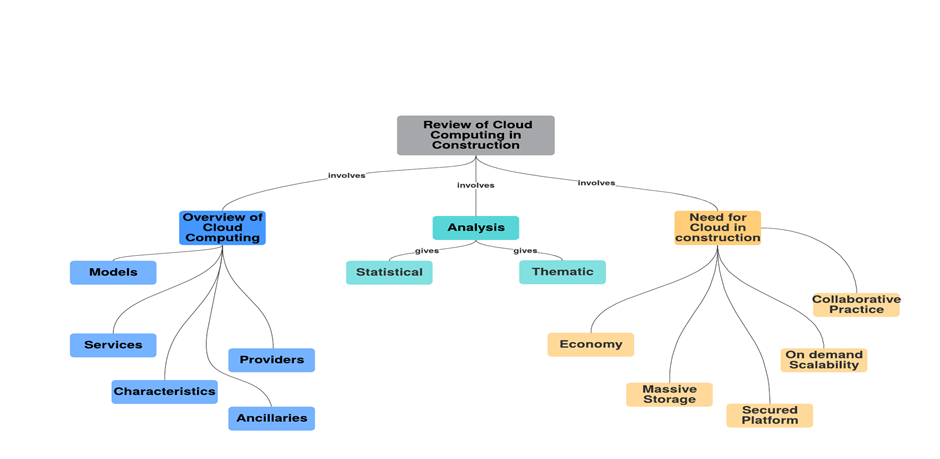 Review of Cloud
Computing in
Construction
involves
involves
involves
Overview of
Cloud
Computing
Analysis
Need for
Cloud in
construction
gives
gives
Models
Statistical
Thematic
Collaborative
Practice
Services
Economy
Providers
On demand
Scalability
Characteristics
Massive
Storage
Ancillaries
Secured
Platform